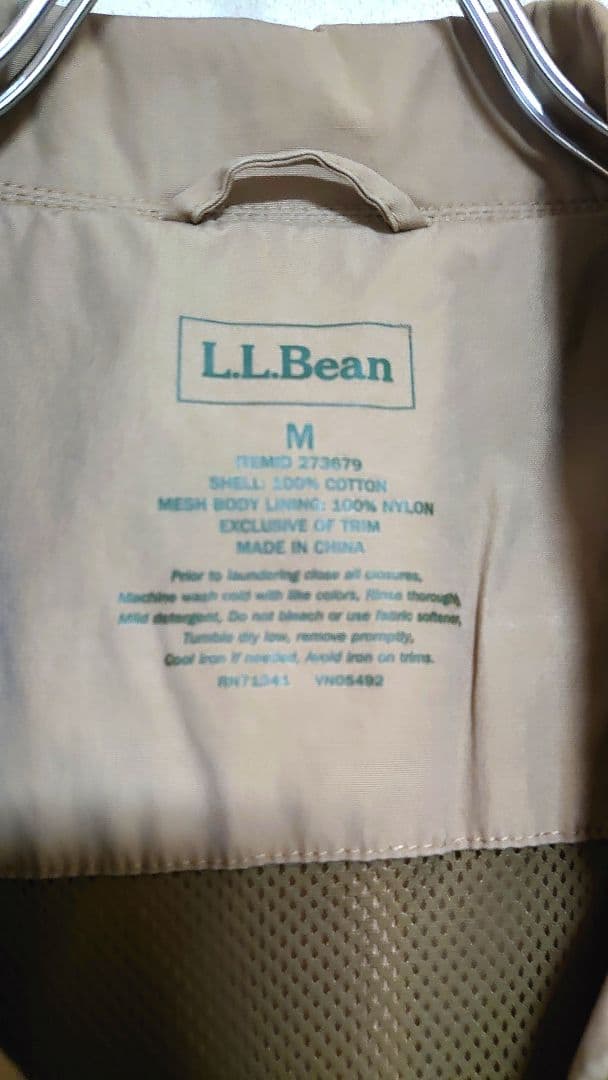 L.L.Bean
M
ITEMID 273679
SHELL: 100% COTTON
MESH BODY LINING: 100% NYLON
EXCLUSIVE OF TRIM
MADE IN CHINA
Prior to laundering close all closures,
Machine wash cold with like colors, Rinse thorough,
Mild detergent, Do not bleach or use fabric softener,
Tumble dry low, remove promptly,
Cool iron if needed, Avoid iron on trims.
RN71341 VN05492